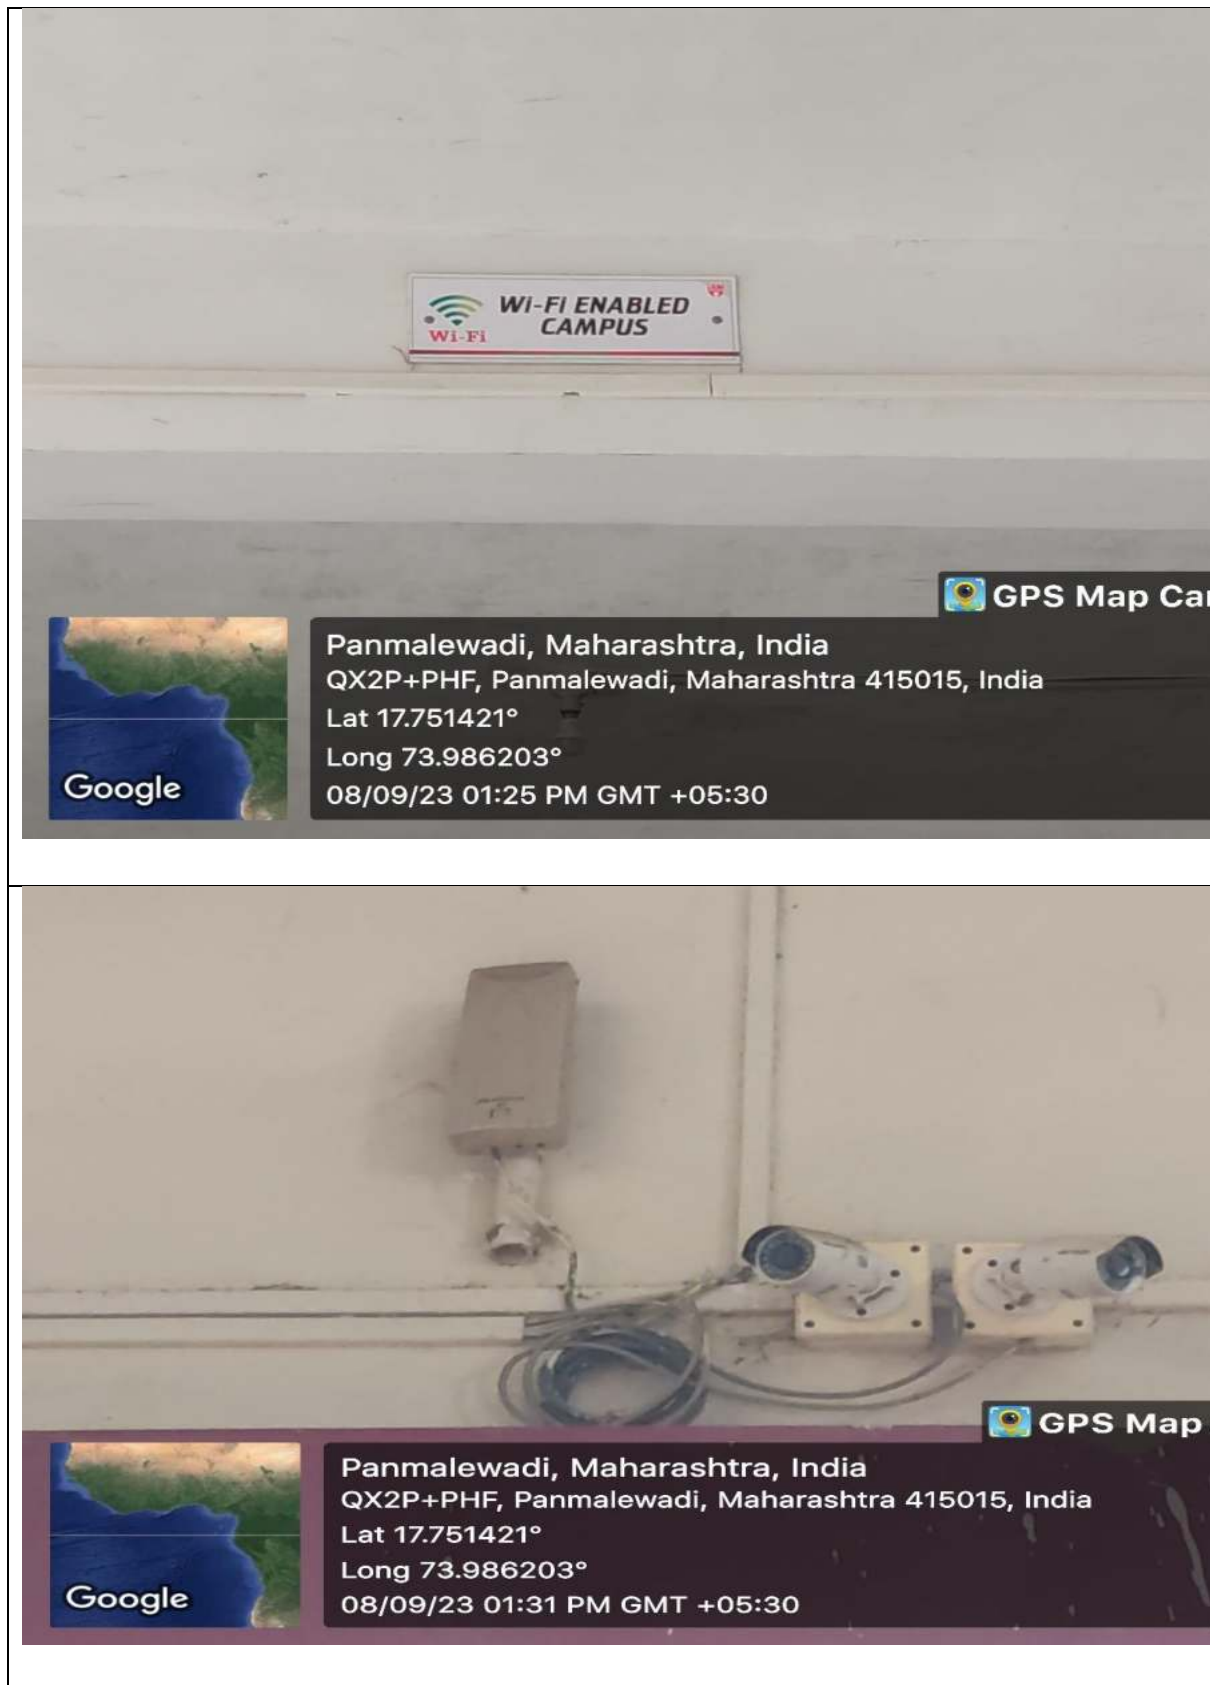 Wi-Fi ENABLED
CAMPUS
Wi-Fi
GPS Map Car
Panmalewadi, Maharashtra, India
QX2P+PHF, Panmalewadi, Maharashtra 415015, India
Lat 17.751421°
Long 73.986203°
08/09/23 01:25 PM GMT +05:30
Google
GPS Map
Panmalewadi, Maharashtra, India
QX2P+PHF, Panmalewadi, Maharashtra 415015, India
Lat 17.751421°
Long 73.986203°
08/09/23 01:31 PM GMT +05:30
Google